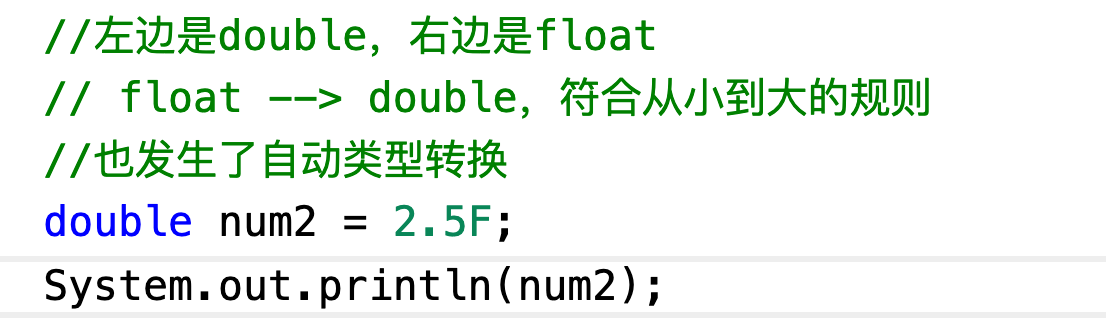 //左边是double，右边是float
// float --> double，符合从小到大的规则
//也发生了自动类型转换
double num2 = 2.5F;
System.out.println(num2);